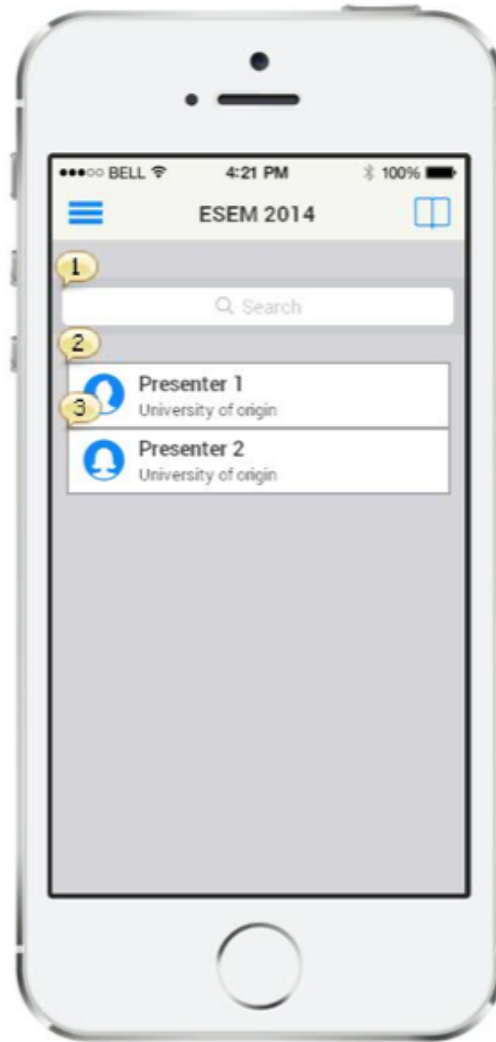 BELL 4:21 PM 100%
ESEM 2014
1
Search
2
Presenter 1
University of origin
3
Presenter 2
University of origin